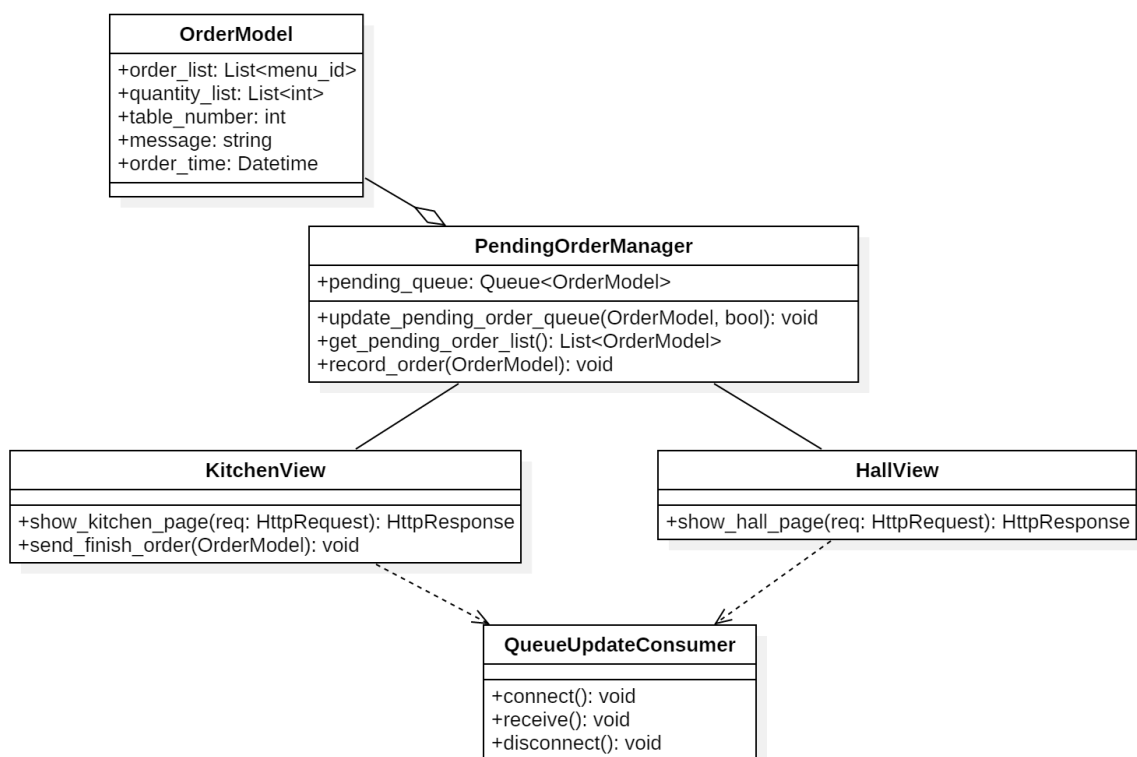 OrderModel
+order_list: List<menu_id>
+quantity_list: List<int>
+table_number: int
+message: string
+order_time: Datetime
PendingOrderManager
+pending_queue: Queue<OrderModel>
+update_pending_order_queue(OrderModel, bool): void
+get_pending_order_list(): List<OrderModel>
+record_order(OrderModel): void
KitchenView
+show_kitchen_page(req: HttpRequest): HttpResponse
+send_finish_order(OrderModel): void
HallView
+show_hall_page(req: HttpRequest): HttpResponse
QueueUpdateConsumer
+connect(): void
+receive(): void
+disconnect(): void